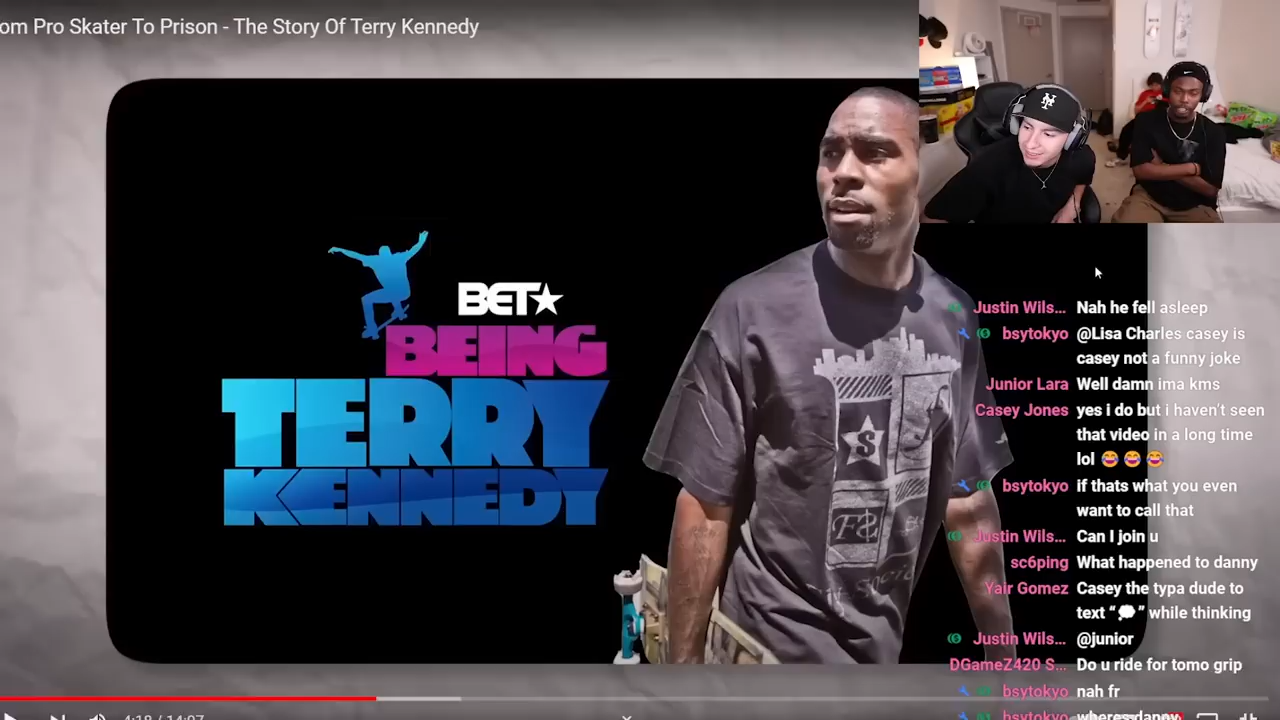 om Pro Skater To Prison - The Story Of Terry Kennedy
BET
BEING
TERRY
KENNEDY
S
Justin Wils... Nah he fell asleep
bsytokyo @Lisa Charles casey is
casey not a funny joke
Junior Lara Well damn ima kms
Casey Jones yes i do but i haven't seen
that video in a long time
lol 😂 😂 😂
bsytokyo if thats what you even
want to call that
Justin Wils... Can I join u
sc6ping What happened to danny
Yair Gomez Casey the typa dude to
text “💭” while thinking
Justin Wils... @junior
DGameZ420 S... Do u ride for tomo grip
bsytokyo nah fr
bsytokyo wheres danny
4:18 / 14:07